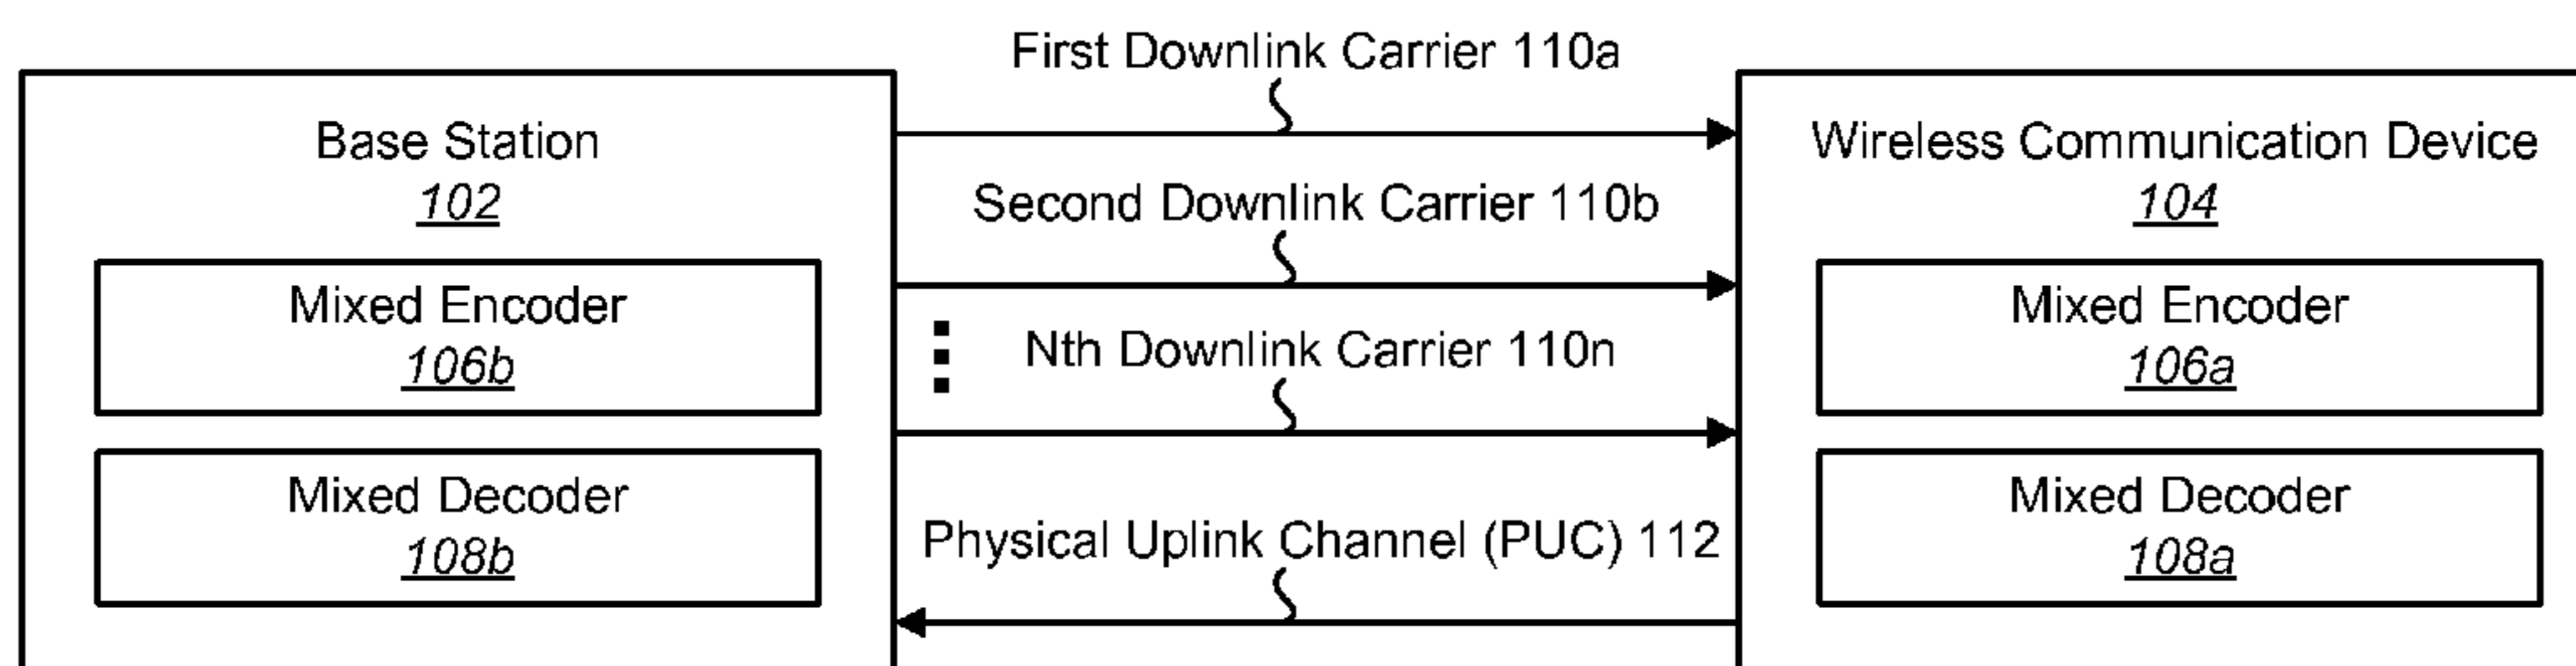 Base Station
102
Mixed Encoder
106b
Mixed Decoder
108b
First Downlink Carrier 110a
Second Downlink Carrier 110b
Nth Downlink Carrier 110n
Physical Uplink Channel (PUC) 112
Wireless Communication Device
104
Mixed Encoder
106a
Mixed Decoder
108a